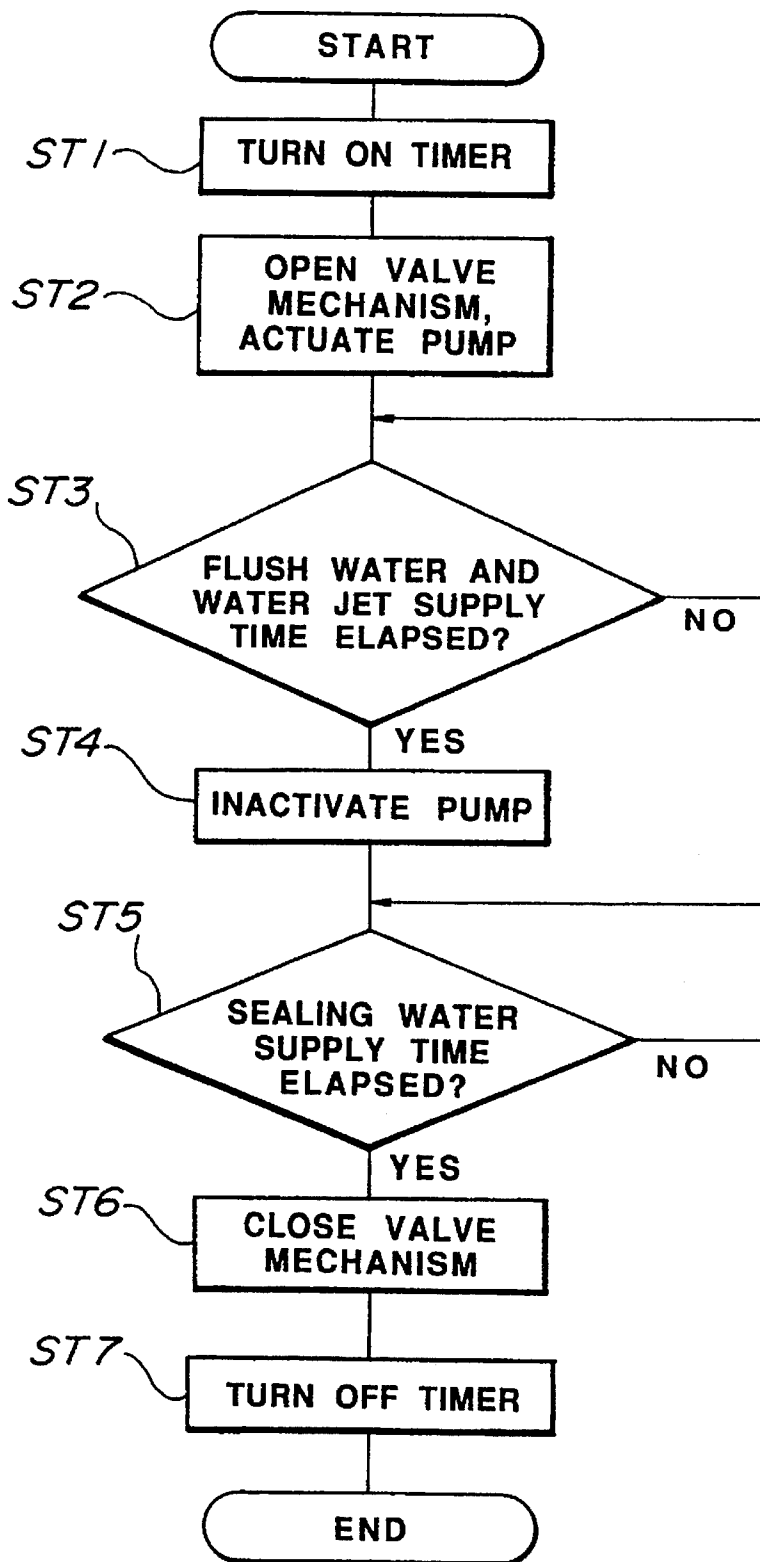 START
ST1
TURN ON TIMER
ST2
OPEN VALVE
MECHANISM,
ACTUATE PUMP
ST3
FLUSH WATER AND
WATER JET SUPPLY
TIME ELAPSED?
NO
YES
ST4
INACTIVATE PUMP
ST5
SEALING WATER
SUPPLY TIME
ELAPSED?
NO
YES
ST6
CLOSE VALVE
MECHANISM
ST7
TURN OFF TIMER
END